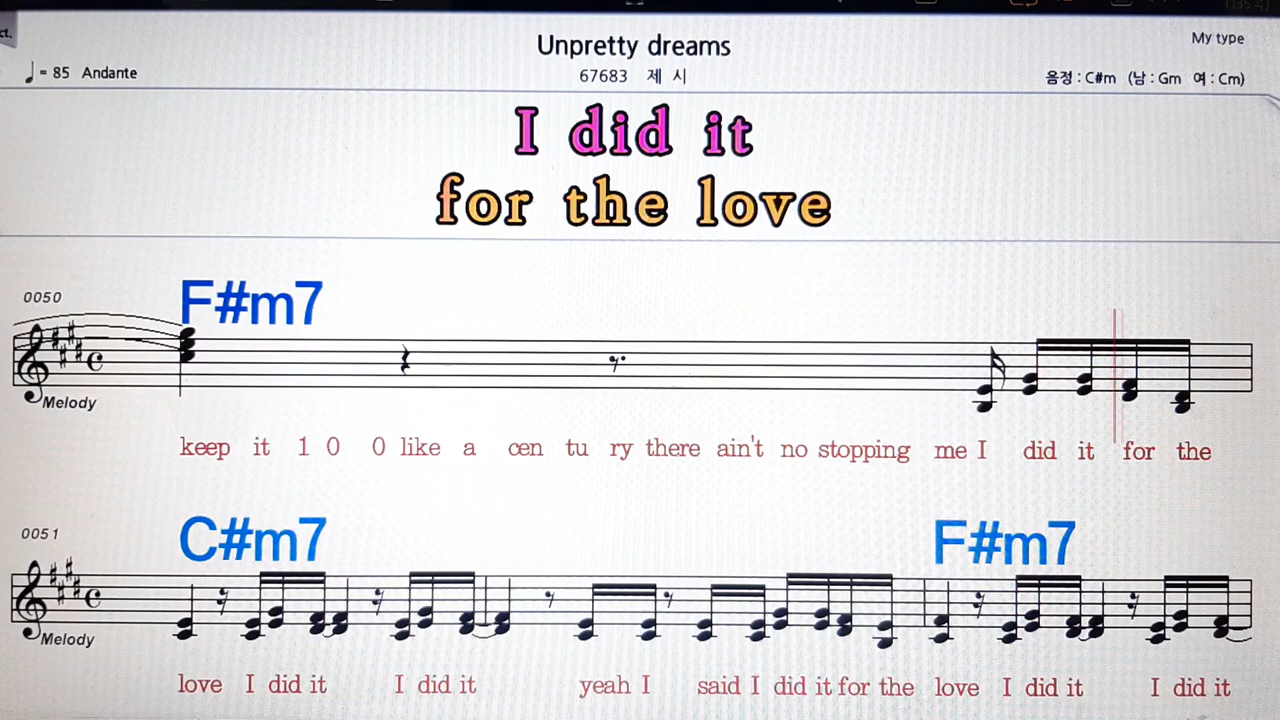 ct.
Unpretty dreams
My type
= 85 Andante
67683 제 시
음정 : C#m (남 : Gm 여 : Cm)
I did it
for the love
F#m7
0050
Melody
keep it 1 0 0 like a cen tu ry there ain't no stopping me I did it for the
C#m7 F#m7
0051
Melody
love I did it I did it yeah I said I did it for the love I did it I did it